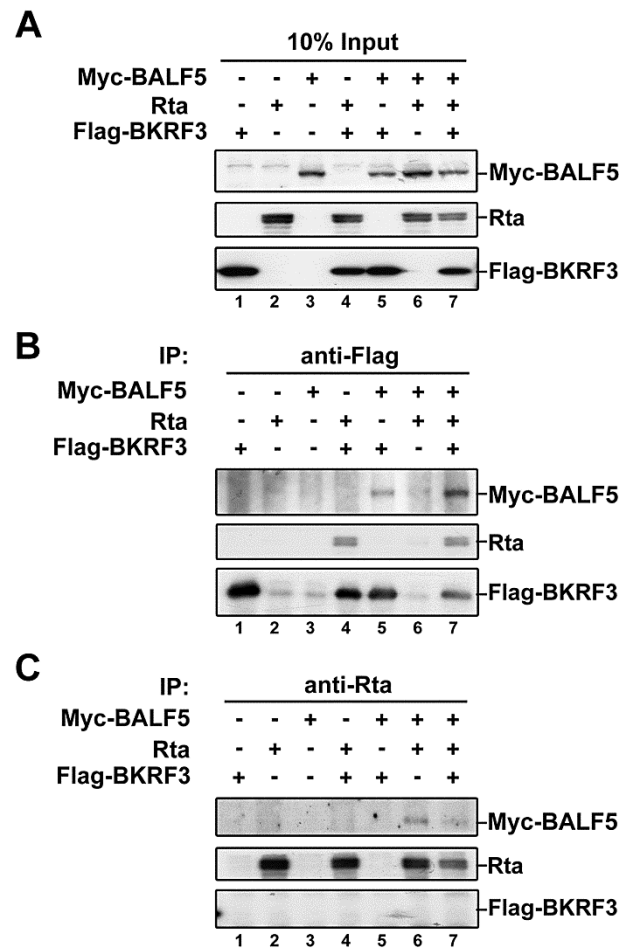 A
10% Input
Myc-BALF5 - - + - + + +
Rta - + - + - + +
Flag-BKRF3 + - - + + - +
Myc-BALF5
Rta
Flag-BKRF3
1 2 3 4 5 6 7
B
IP: anti-Flag
Myc-BALF5 - - + - + + +
Rta - + - + - + +
Flag-BKRF3 + - - + + - +
Myc-BALF5
Rta
Flag-BKRF3
1 2 3 4 5 6 7
C
IP: anti-Rta
Myc-BALF5 - - + - + + +
Rta - + - + - + +
Flag-BKRF3 + - - + + - +
Myc-BALF5
Rta
Flag-BKRF3
1 2 3 4 5 6 7